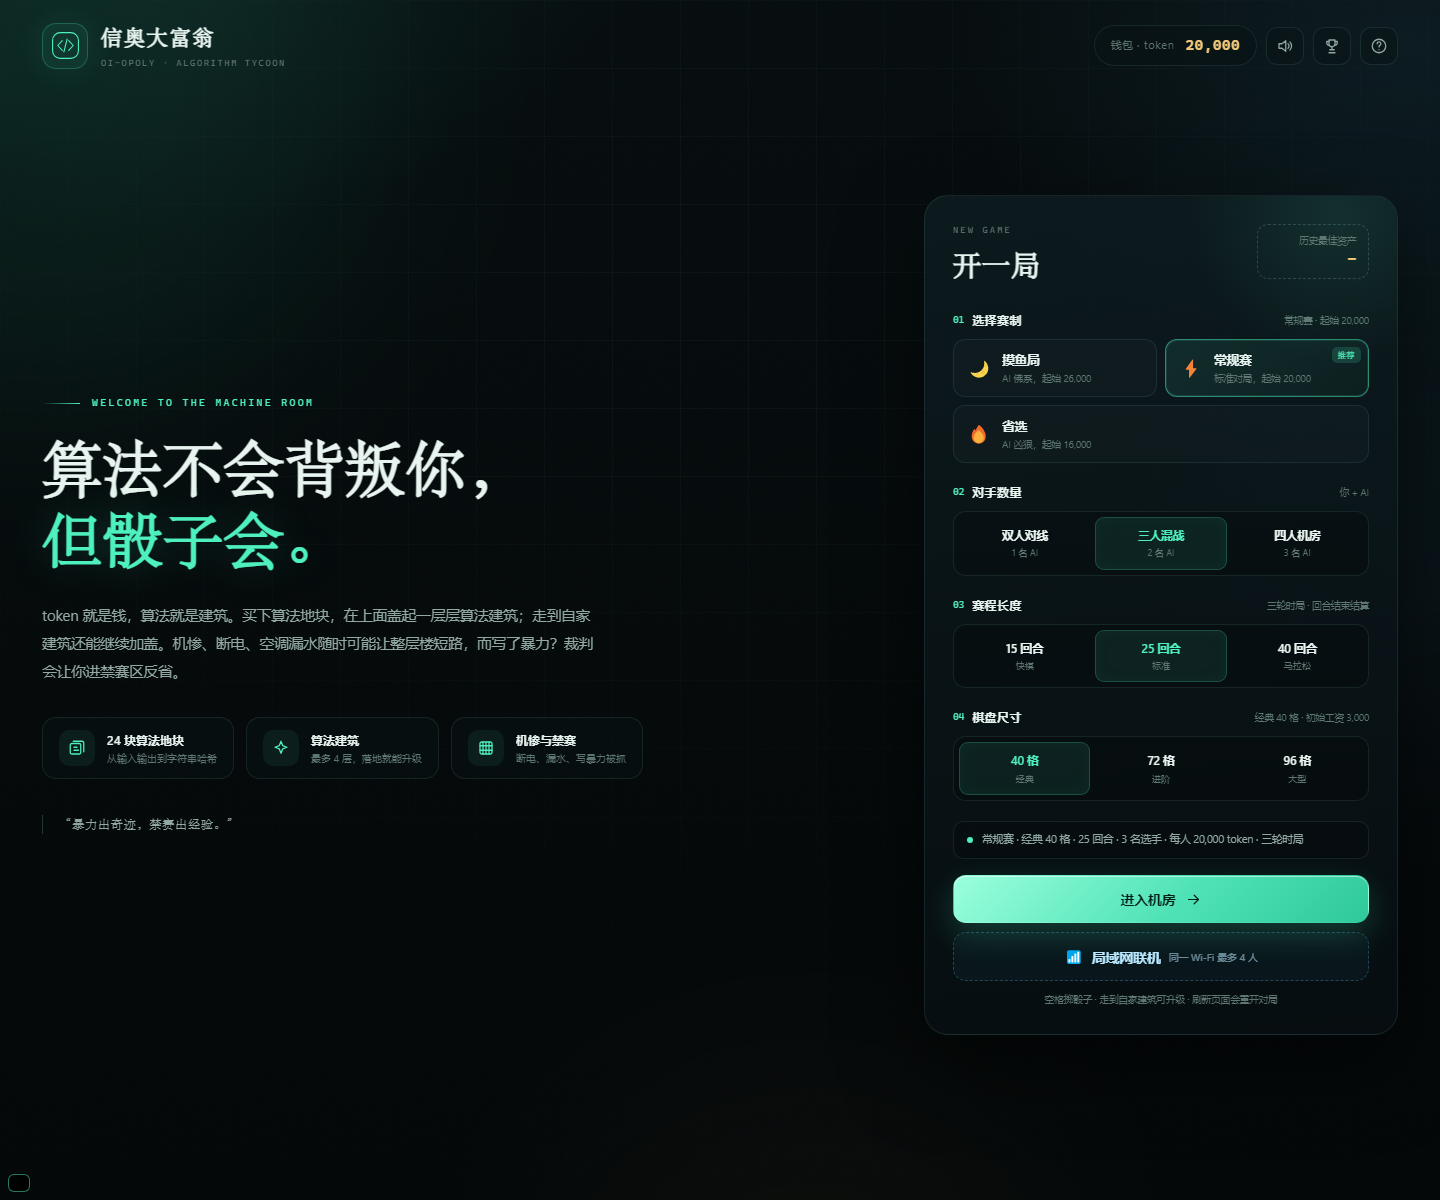 信奥大富翁
OI-OPOLY · ALGORITHM TYCOON
钱包 · token 20,000
WELCOME TO THE MACHINE ROOM
算法不会背叛你，
但骰子会。
token 就是钱，算法就是建筑。买下算法地块，在上面盖起一层层算法建筑；走到自家
建筑还能继续加盖。机惨、断电、空调漏水随时可能让整层楼短路，而写了暴力？裁判
会让你进禁赛区反省。
24 块算法地块
从输入输出到字符串哈希
算法建筑
最多 4 层，落地就能升级
机惨与禁赛
断电、漏水、写暴力被抓
“暴力出奇迹，禁赛出经验。”
NEW GAME
开一局
历史最佳资产
–
01 选择赛制
常规赛 · 起始 20,000
摸鱼局
AI 佛系，起始 26,000
常规赛
标准对局，起始 20,000
推荐
省选
AI 凶狠，起始 16,000
02 对手数量
你 + AI
双人对线
1 名 AI
三人混战
2 名 AI
四人机房
3 名 AI
03 赛程长度
三轮时局 · 回合结束结算
15 回合
快棋
25 回合
标准
40 回合
马拉松
04 棋盘尺寸
经典 40 格 · 初始工资 3,000
40 格
经典
72 格
进阶
96 格
大型
常规赛 · 经典 40 格 · 25 回合 · 3 名选手 · 每人 20,000 token · 三轮时局
进入机房 →
局域网联机 同一 Wi-Fi 最多 4 人
空格掷骰子 · 走到自家建筑可升级 · 刷新页面会重开对局